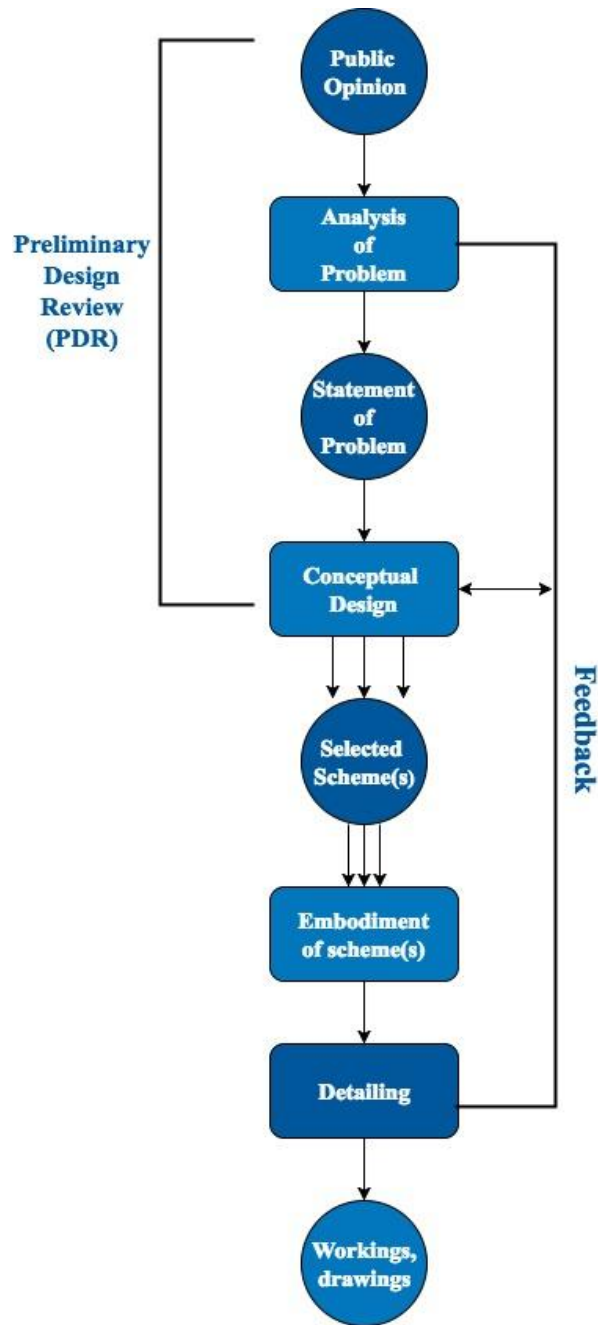 Public
Opinion
Analysis
of
Problem
Preliminary
Design
Review
(PDR)
Statement
of
Problem
Conceptual
Design
Feedback
Selected
Scheme(s)
Embodiment
of scheme(s)
Detailing
Workings,
drawings